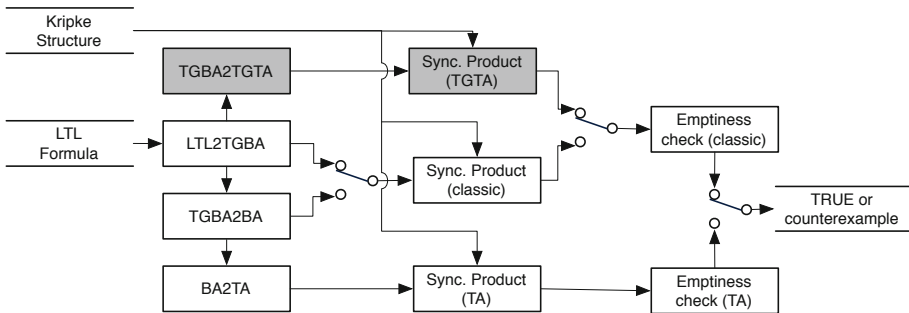 Kripke
Structure
TGBA2TGTA
Sync. Product
(TGTA)
LTL
Formula
LTL2TGBA
Sync. Product
(classic)
Emptiness
check (classic)
TGBA2BA
TRUE or
counterexample
BA2TA
Sync. Product
(TA)
Emptiness
check (TA)